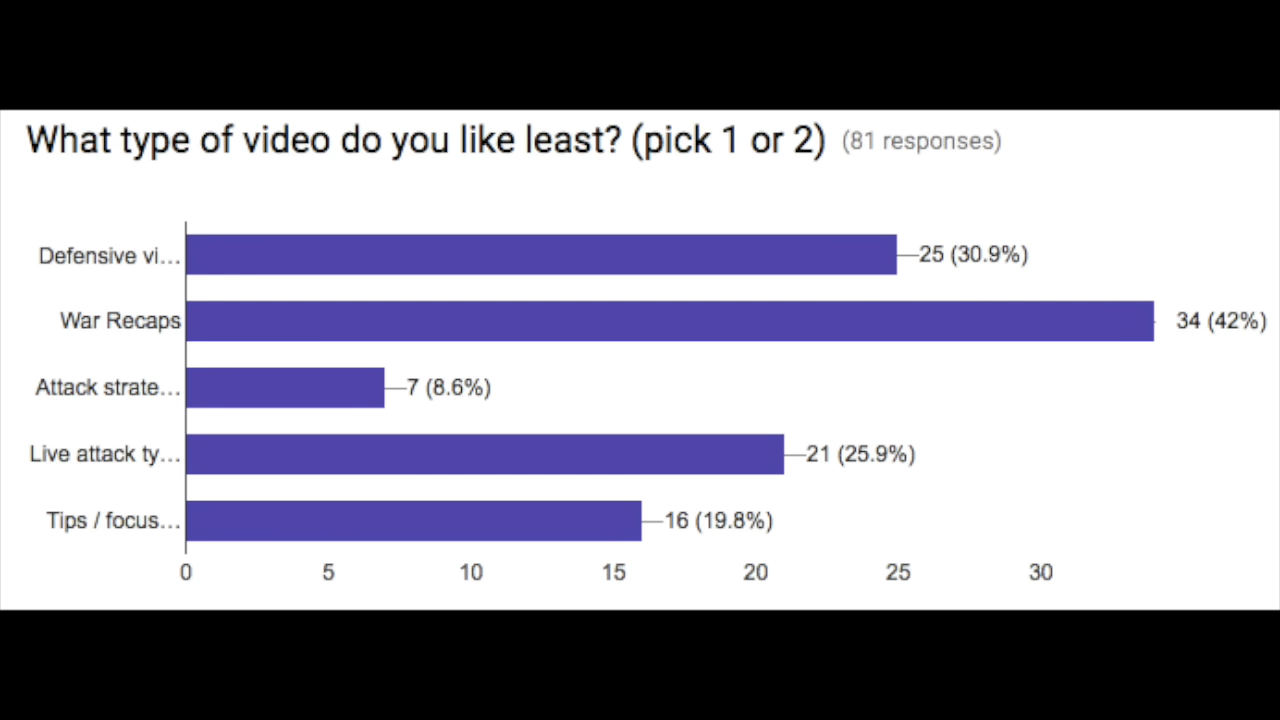 What type of video do you like least? (pick 1 or 2) (81 responses)
Defensive vi... 25 (30.9%)
War Recaps 34 (42%)
Attack strate... 7 (8.6%)
Live attack ty... 21 (25.9%)
Tips / focus... 16 (19.8%)
0 5 10 15 20 25 30